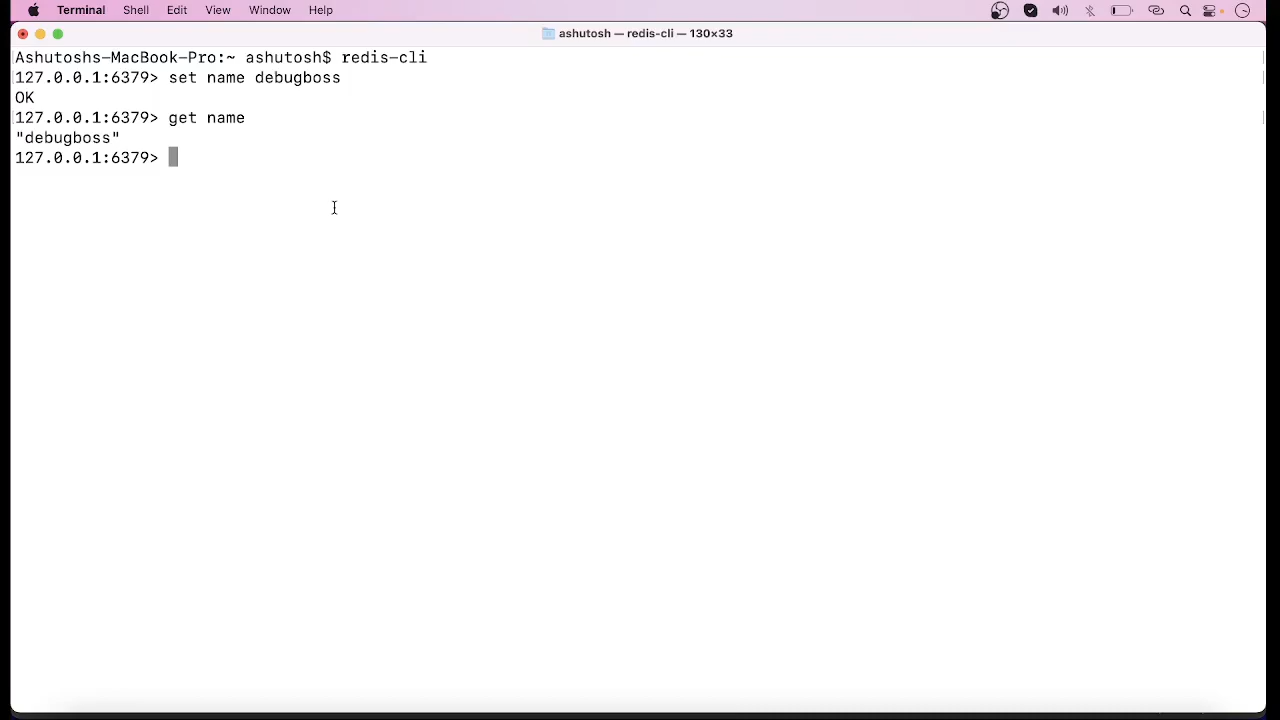 Terminal Shell Edit View Window Help
ashutosh — redis-cli — 130×33
Ashutoshs-MacBook-Pro:~ ashutosh$ redis-cli
127.0.0.1:6379> set name debugboss
OK
127.0.0.1:6379> get name
"debugboss"
127.0.0.1:6379>